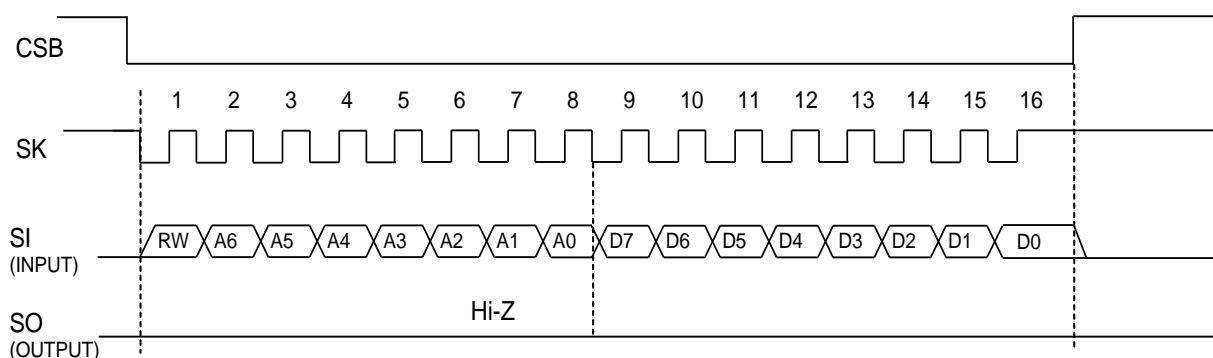 CSB
1 2 3 4 5 6 7 8 9 10 11 12 13 14 15 16
SK
SI
(INPUT)
RW A6 A5 A4 A3 A2 A1 A0 D7 D6 D5 D4 D3 D2 D1 D0
Hi-Z
SO
(OUTPUT)